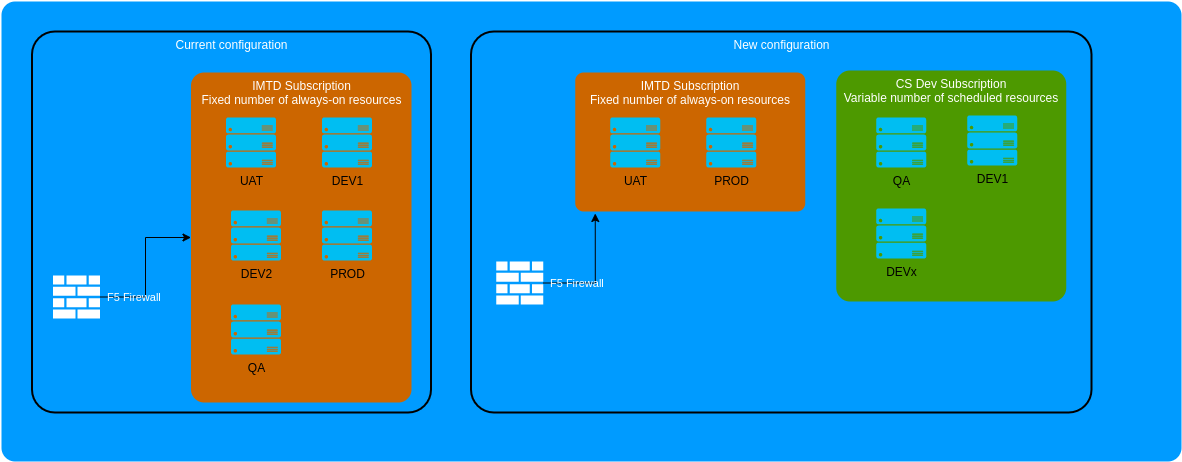 Current configuration
IMTD Subscription
Fixed number of always-on resources
UAT
DEV1
DEV2
PROD
F5 Firewall
QA
New configuration
IMTD Subscription
Fixed number of always-on resources
UAT
PROD
F5 Firewall
CS Dev Subscription
Variable number of scheduled resources
QA
DEV1
DEVx